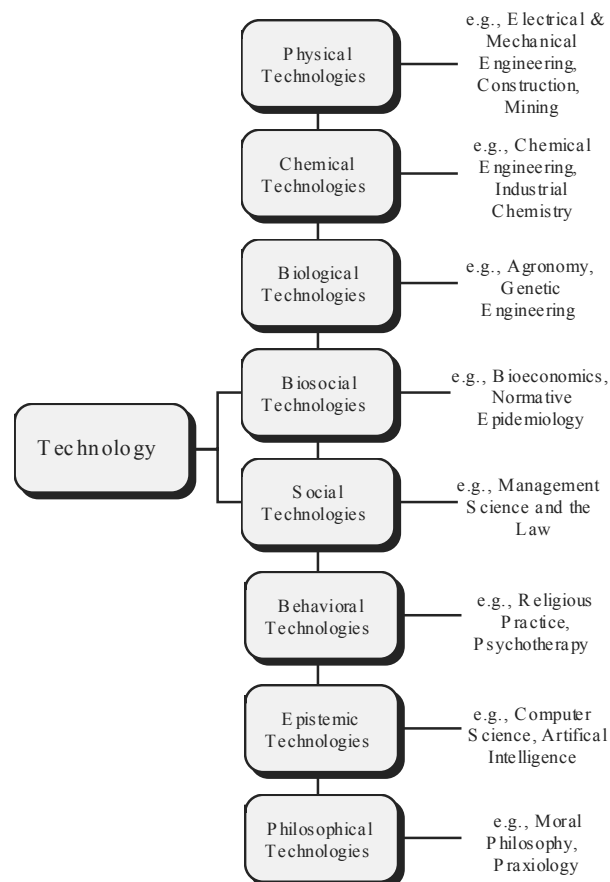 Physical
Technologies
e.g., Electrical &
Mechanical
Engineering,
Construction,
Mining
Chemical
Technologies
e.g., Chemical
Engineering,
Industrial
Chemistry
Biological
Technologies
e.g., Agronomy,
Genetic
Engineering
Technology
Biosocial
Technologies
e.g., Bioeconomics,
Normative
Epidemiology
Social
Technologies
e.g., Management
Science and the
Law
Behavioral
Technologies
e.g., Religious
Practice,
Psychotherapy
Epistemic
Technologies
e.g., Computer
Science, Artifical
Intelligence
Philosophical
Technologies
e.g., Moral
Philosophy,
Praxiology